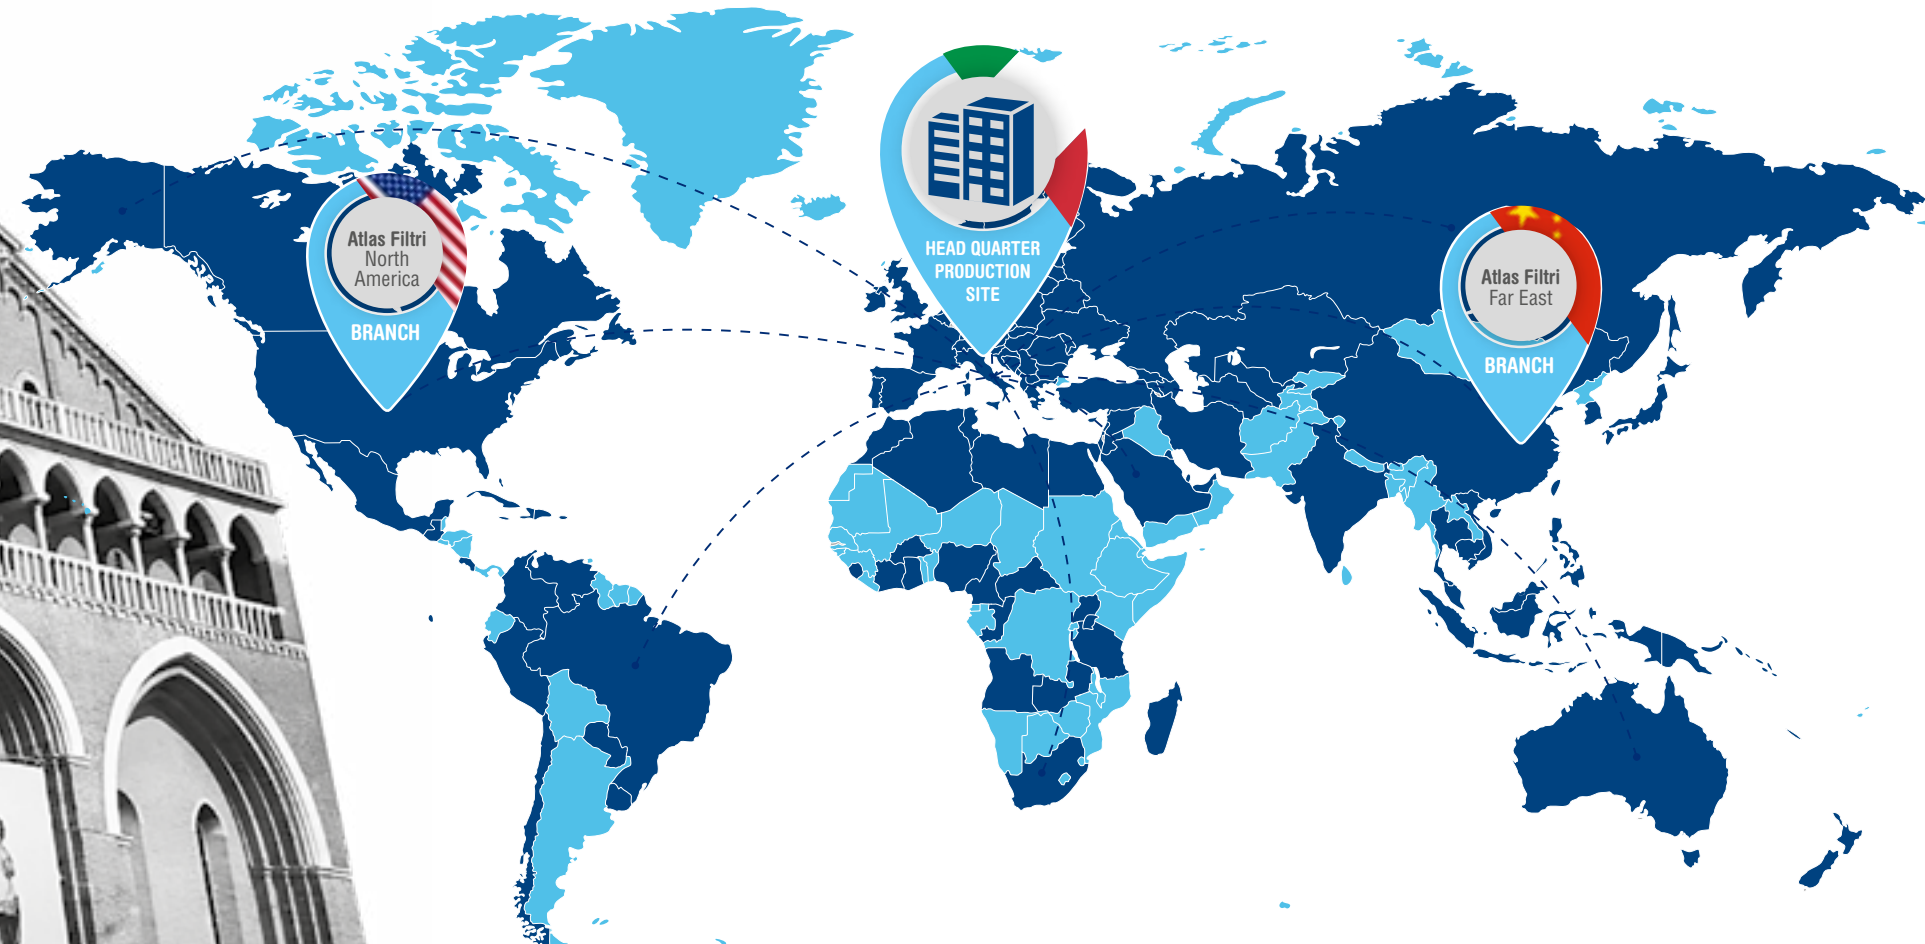 Atlas Filtri
North
America
BRANCH
HEAD QUARTER
PRODUCTION
SITE
Atlas Filtri
Far East
BRANCH